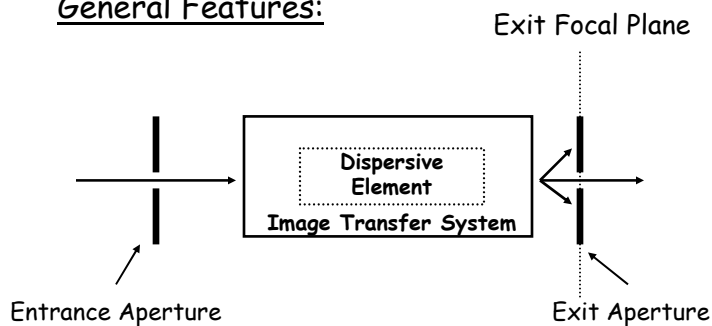 General Features:
Exit Focal Plane
Dispersive
Element
Image Transfer System
Entrance Aperture
Exit Aperture